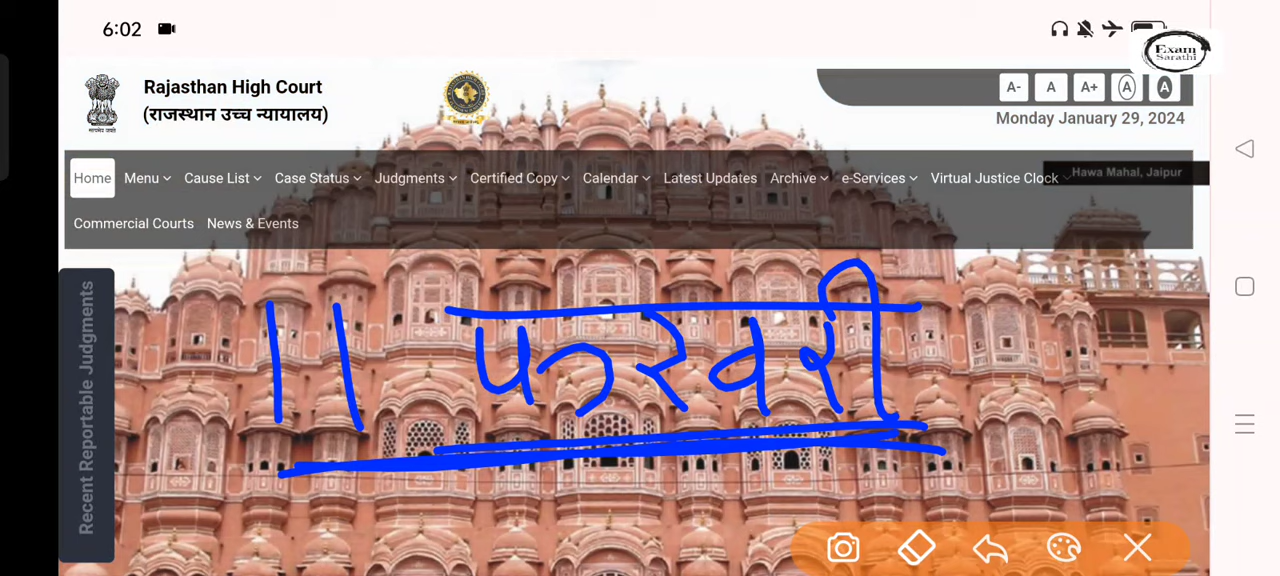 6:02
Exam Sarathi
Rajasthan High Court
(राजस्थान उच्च न्यायालय)
A- A A+ A A
Monday January 29, 2024
Home Menu Cause List Case Status Judgments Certified Copy Calendar Latest Updates Archive e-Services Virtual Justice Clock
Hawa Mahal, Jaipur
Commercial Courts News & Events
Recent Reportable Judgments
11 फरवरी